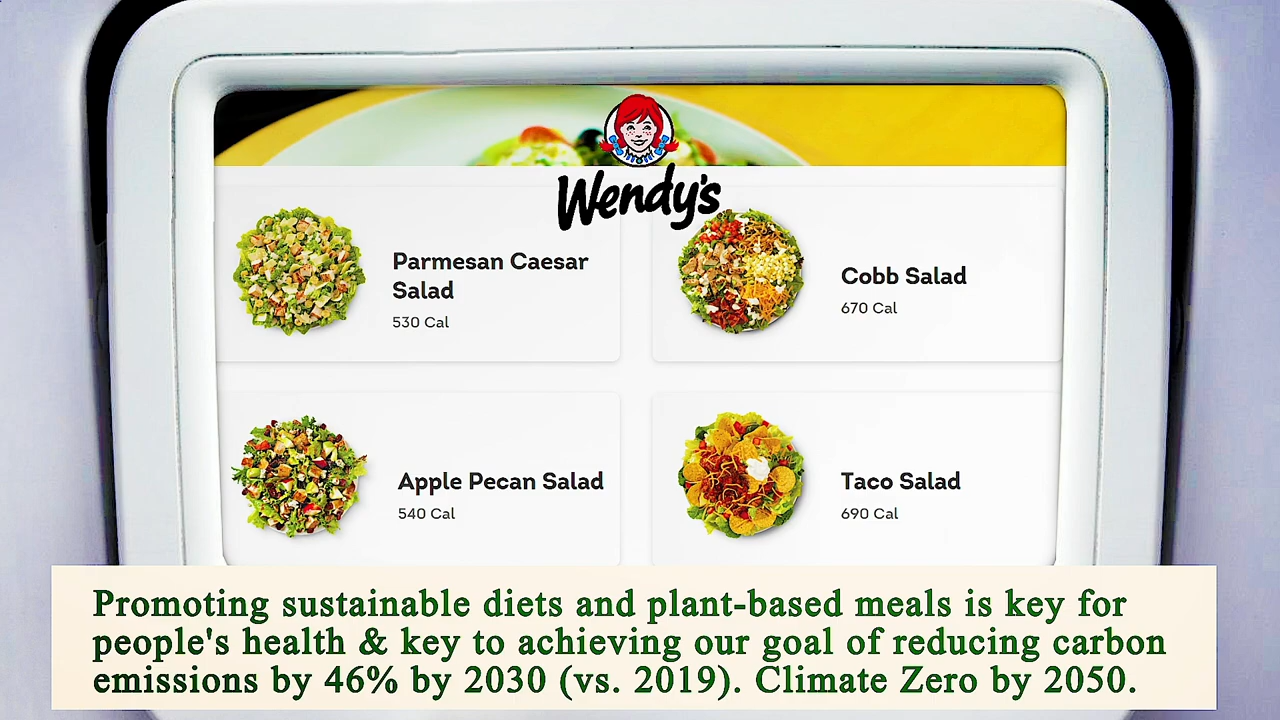 Wendy's
Parmesan Caesar
Salad
530 Cal
Cobb Salad
670 Cal
Apple Pecan Salad
540 Cal
Taco Salad
690 Cal
Promoting sustainable diets and plant-based meals is key for
people's health & key to achieving our goal of reducing carbon
emissions by 46% by 2030 (vs. 2019). Climate Zero by 2050.